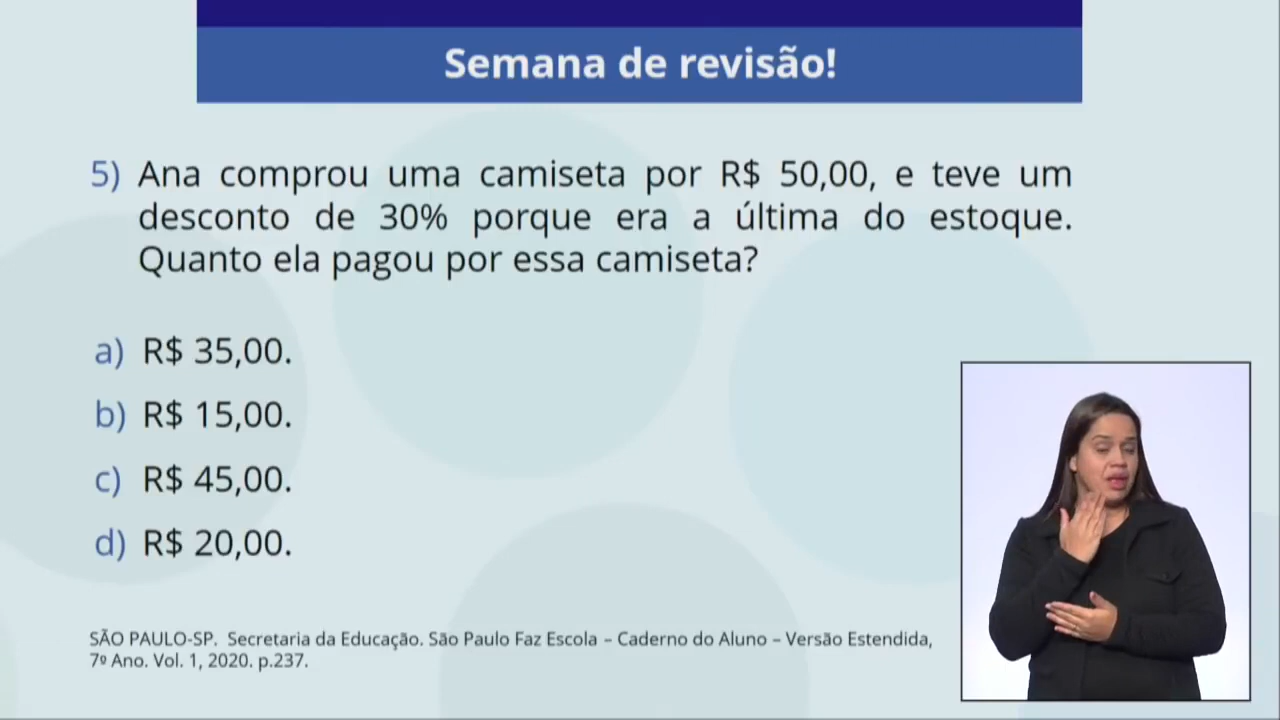 Semana de revisão!
5) Ana comprou uma camiseta por R$ 50,00, e teve um
desconto de 30% porque era a última do estoque.
Quanto ela pagou por essa camiseta?
a) R$ 35,00.
b) R$ 15,00.
c) R$ 45,00.
d) R$ 20,00.
SÃO PAULO-SP. Secretaria da Educação. São Paulo Faz Escola – Caderno do Aluno – Versão Estendida,
7º Ano. Vol. 1, 2020. p.237.